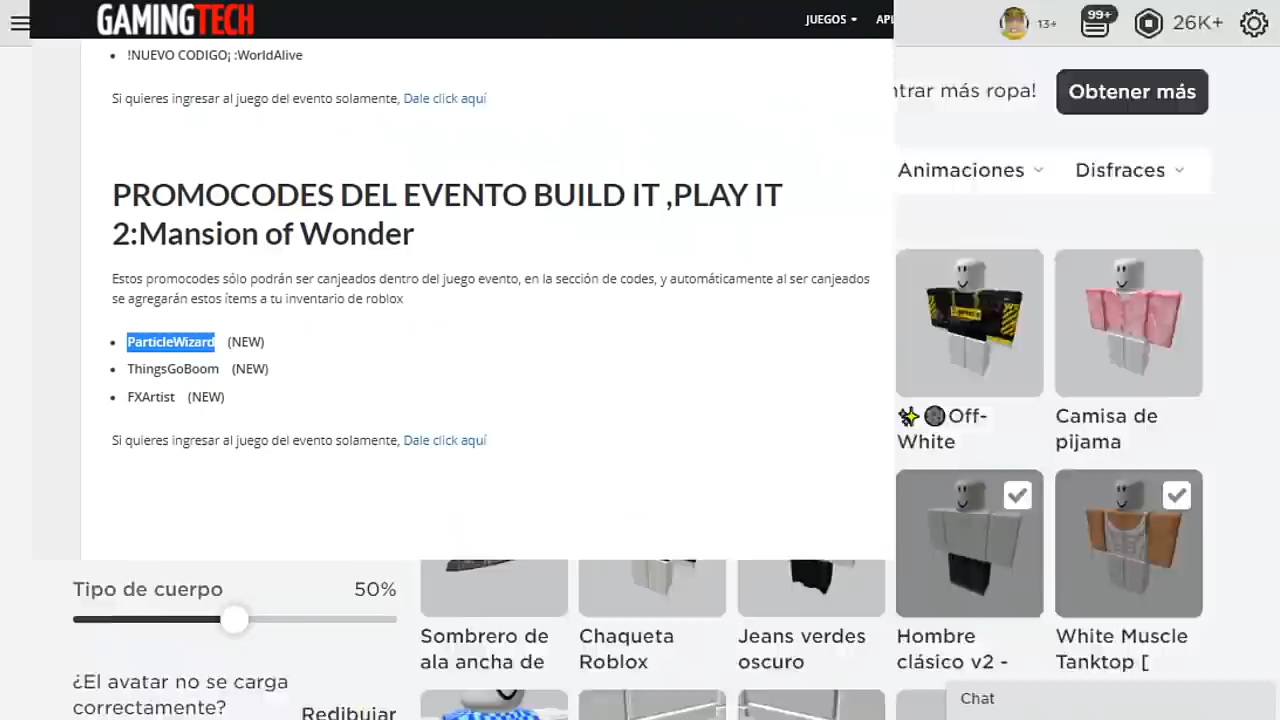 GAMINGTECH
JUEGOS
APL
13+
99+
26K+
!NUEVO CODIGO¡ :WorldAlive
Si quieres ingresar al juego del evento solamente, Dale click aquí
ntrar más ropa!
Obtener más
Animaciones
Disfraces
PROMOCODES DEL EVENTO BUILD IT ,PLAY IT
2:Mansion of Wonder
Estos promocodes sólo podrán ser canjeados dentro del juego evento, en la sección de codes, y automáticamente al ser canjeados
se agregarán estos ítems a tu inventario de roblox
ParticleWizard (NEW)
ThingsGoBoom (NEW)
FXArtist (NEW)
Si quieres ingresar al juego del evento solamente, Dale click aquí
Off-
White
Camisa de
pijama
Tipo de cuerpo 50%
¿El avatar no se carga
correctamente?
Redibujar
Sombrero de
ala ancha de
Chaqueta
Roblox
Jeans verdes
oscuro
Hombre
clásico v2 -
White Muscle
Tanktop [
Chat